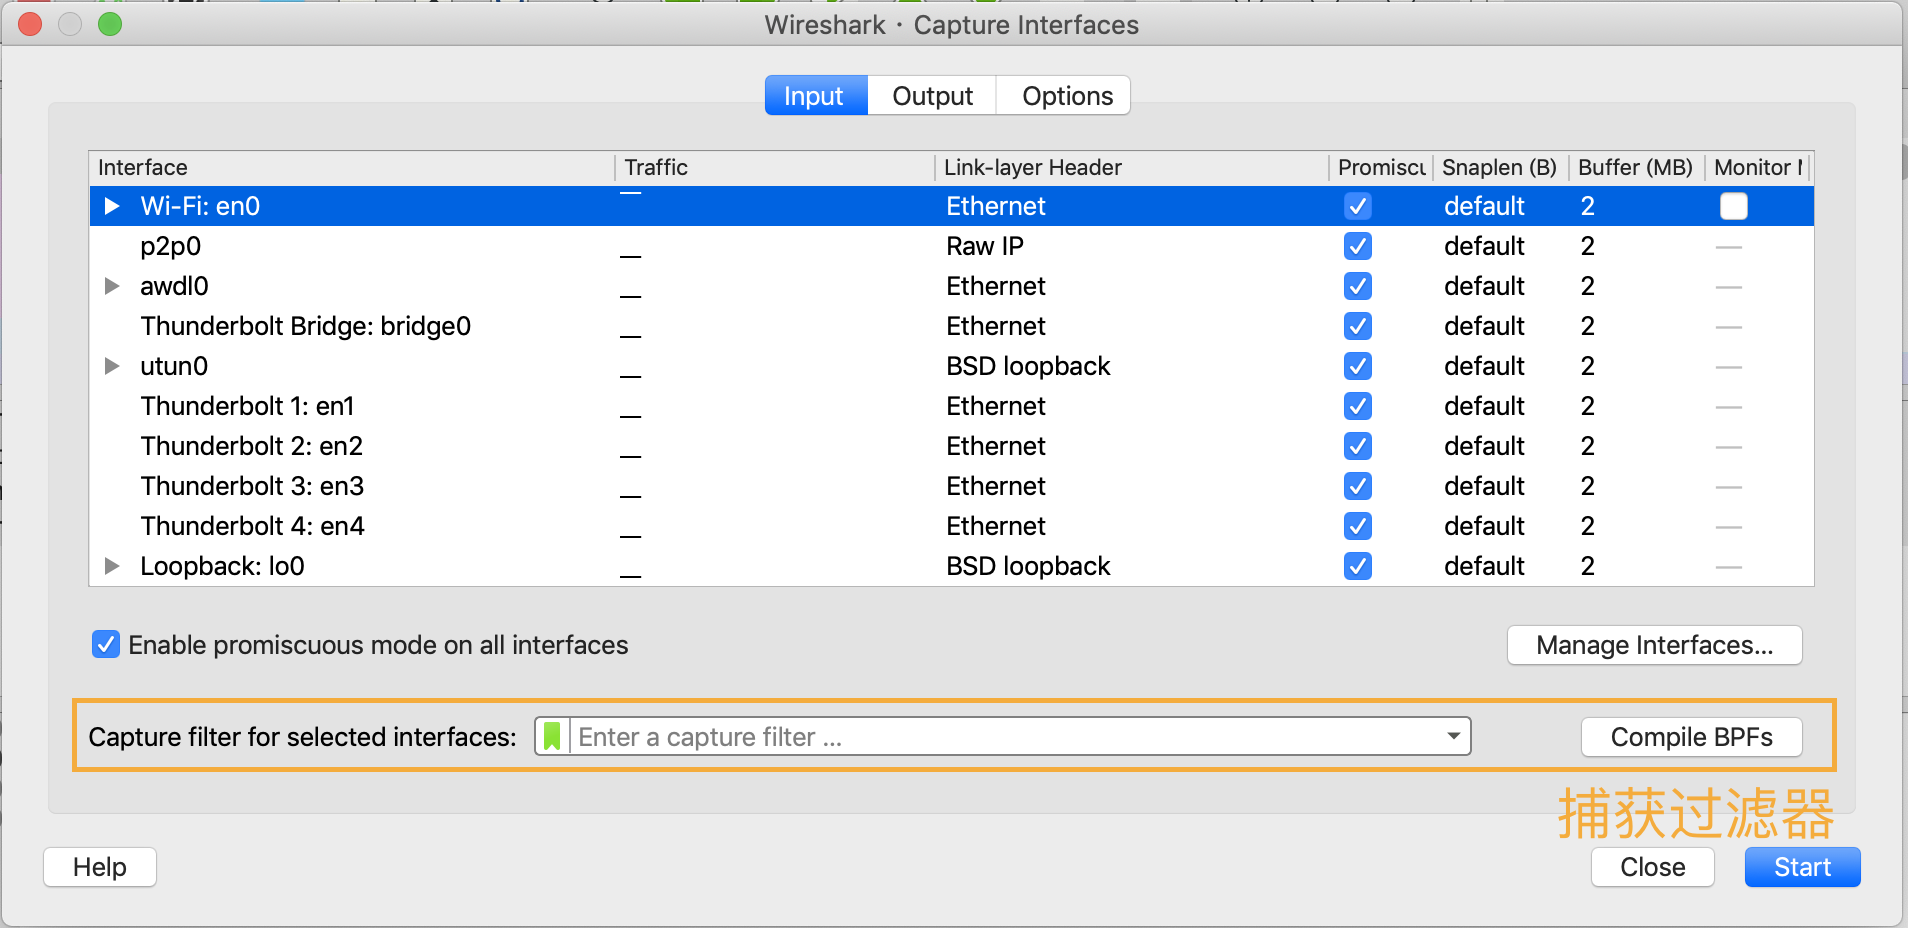 Wireshark · Capture Interfaces
Input Output Options
Interface Traffic Link-layer Header Promiscu Snaplen (B) Buffer (MB) Monitor M
Wi-Fi: en0 Ethernet default 2
p2p0 Raw IP default 2 —
awdl0 Ethernet default 2 —
Thunderbolt Bridge: bridge0 Ethernet default 2 —
utun0 BSD loopback default 2 —
Thunderbolt 1: en1 Ethernet default 2 —
Thunderbolt 2: en2 Ethernet default 2 —
Thunderbolt 3: en3 Ethernet default 2 —
Thunderbolt 4: en4 Ethernet default 2 —
Loopback: lo0 BSD loopback default 2 —
Enable promiscuous mode on all interfaces Manage Interfaces...
Capture filter for selected interfaces: Enter a capture filter ... Compile BPFs
捕获过滤器
Help Close Start